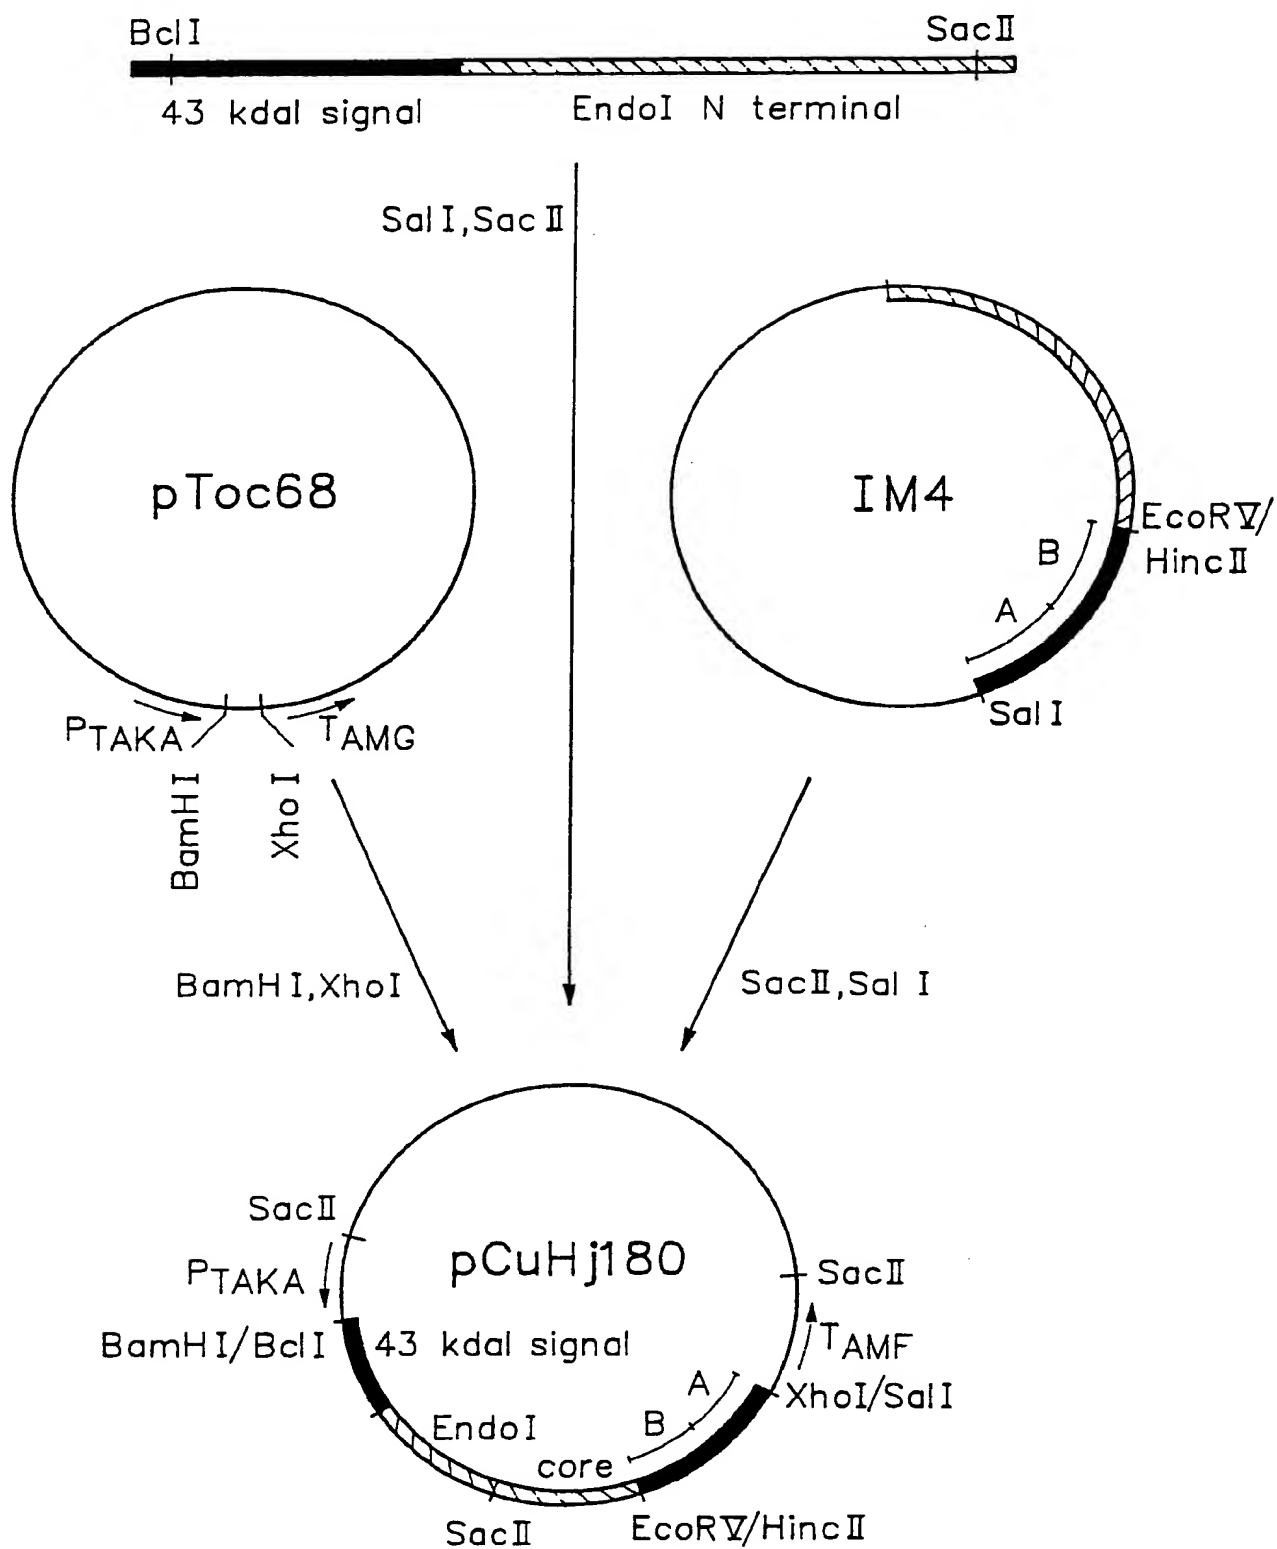 BclI SacII
43 kdal signal EndoI N terminal
SalI,SacII
pToc68 IM4
EcoRV/
HincII
B
A
SalI
PTAKA TAMG
BamHI
XhoI
BamHI,XhoI SacII,SalI
SacII
pCuHj180
SacII
PTAKA
BamHI/BclI 43 kdal signal
TAMF
A
XhoI/SalI
B
EndoI
core
SacII EcoRV/HincII